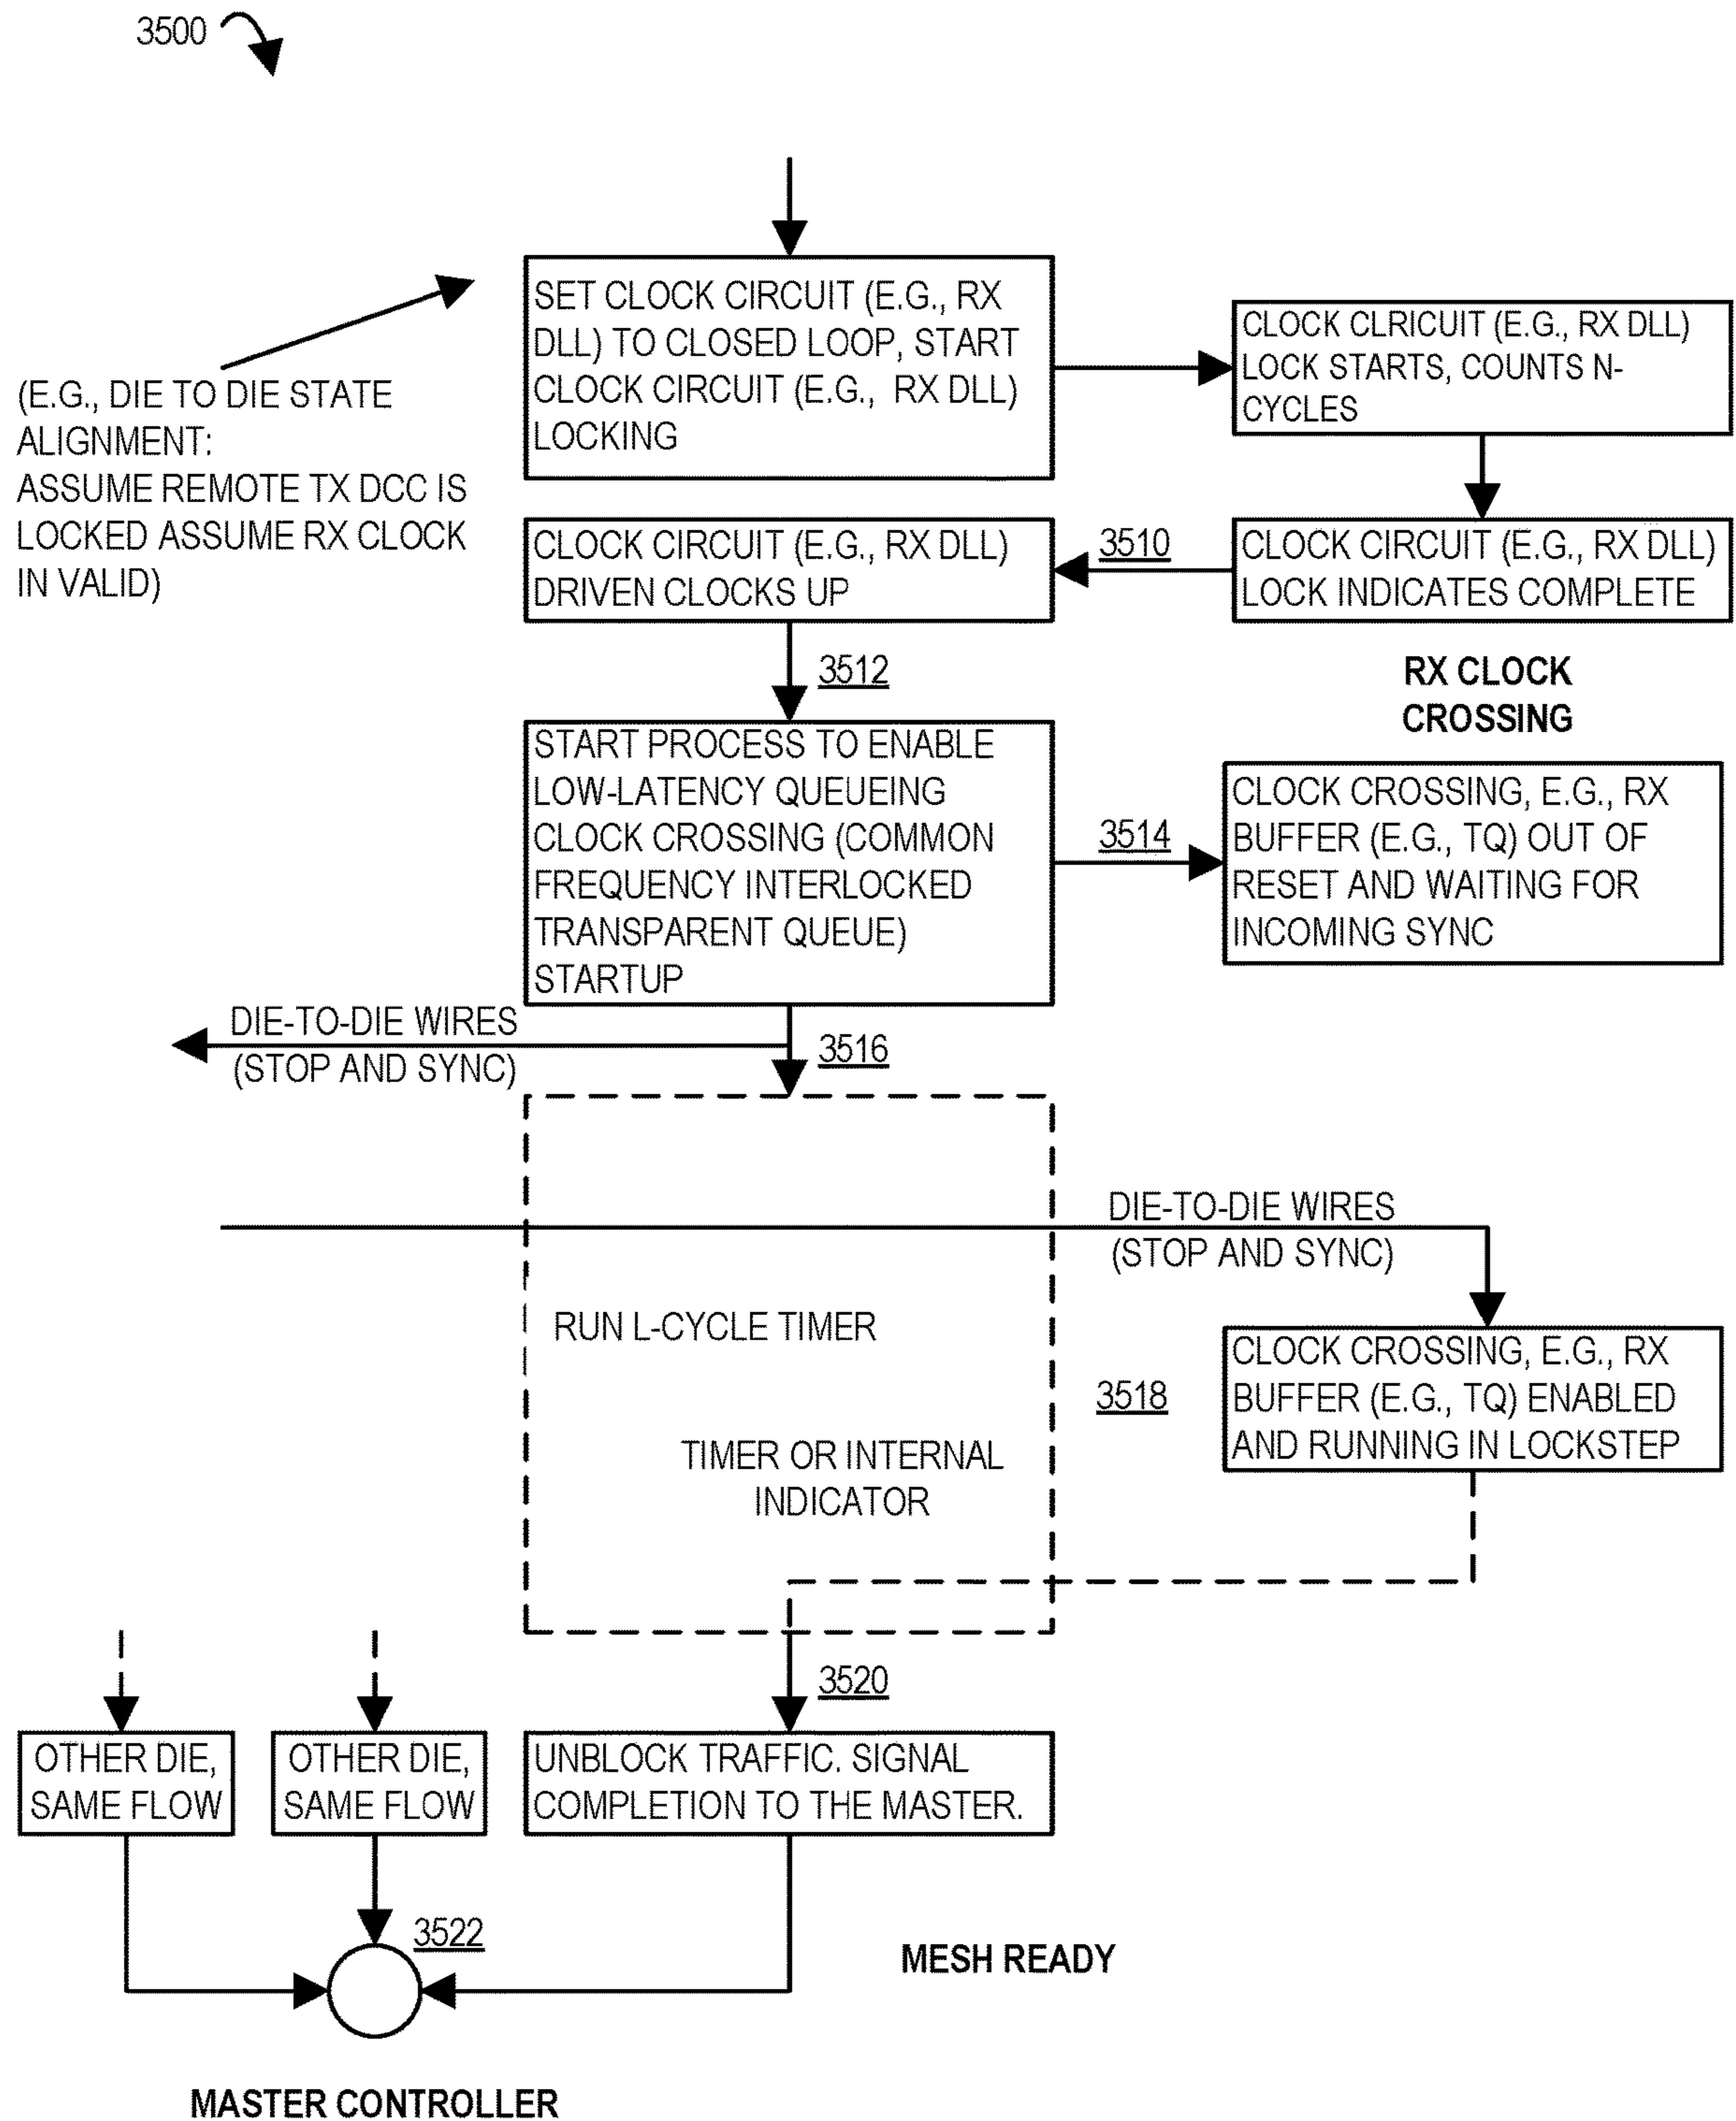 3500
SET CLOCK CIRCUIT (E.G., RX
DLL) TO CLOSED LOOP, START
CLOCK CIRCUIT (E.G., RX DLL)
LOCKING
CLOCK CLRICUIT (E.G., RX DLL)
LOCK STARTS, COUNTS N-
CYCLES
(E.G., DIE TO DIE STATE
ALIGNMENT:
ASSUME REMOTE TX DCC IS
LOCKED ASSUME RX CLOCK
IN VALID)
CLOCK CIRCUIT (E.G., RX DLL)
DRIVEN CLOCKS UP
3510
CLOCK CIRCUIT (E.G., RX DLL)
LOCK INDICATES COMPLETE
3512
RX CLOCK
CROSSING
START PROCESS TO ENABLE
LOW-LATENCY QUEUEING
CLOCK CROSSING (COMMON
FREQUENCY INTERLOCKED
TRANSPARENT QUEUE)
STARTUP
3514
CLOCK CROSSING, E.G., RX
BUFFER (E.G., TQ) OUT OF
RESET AND WAITING FOR
INCOMING SYNC
DIE-TO-DIE WIRES
(STOP AND SYNC)
3516
DIE-TO-DIE WIRES
(STOP AND SYNC)
RUN L-CYCLE TIMER
3518
CLOCK CROSSING, E.G., RX
BUFFER (E.G., TQ) ENABLED
AND RUNNING IN LOCKSTEP
TIMER OR INTERNAL
INDICATOR
3520
OTHER DIE,
SAME FLOW
OTHER DIE,
SAME FLOW
UNBLOCK TRAFFIC. SIGNAL
COMPLETION TO THE MASTER.
3522
MESH READY
MASTER CONTROLLER